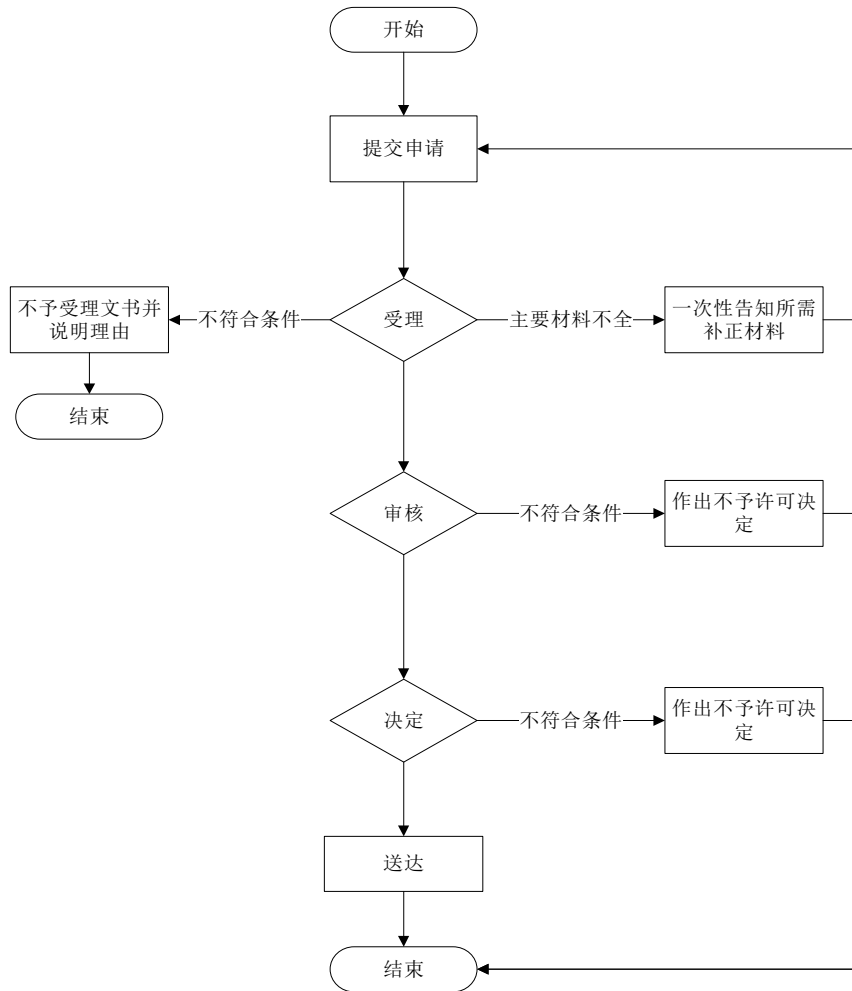 开始
提交申请
不予受理文书并
说明理由
不符合条件
受理
主要材料不全
一次性告知所需
补正材料
结束
审核
不符合条件
作出不予许可决
定
决定
不符合条件
作出不予许可决
定
送达
结束